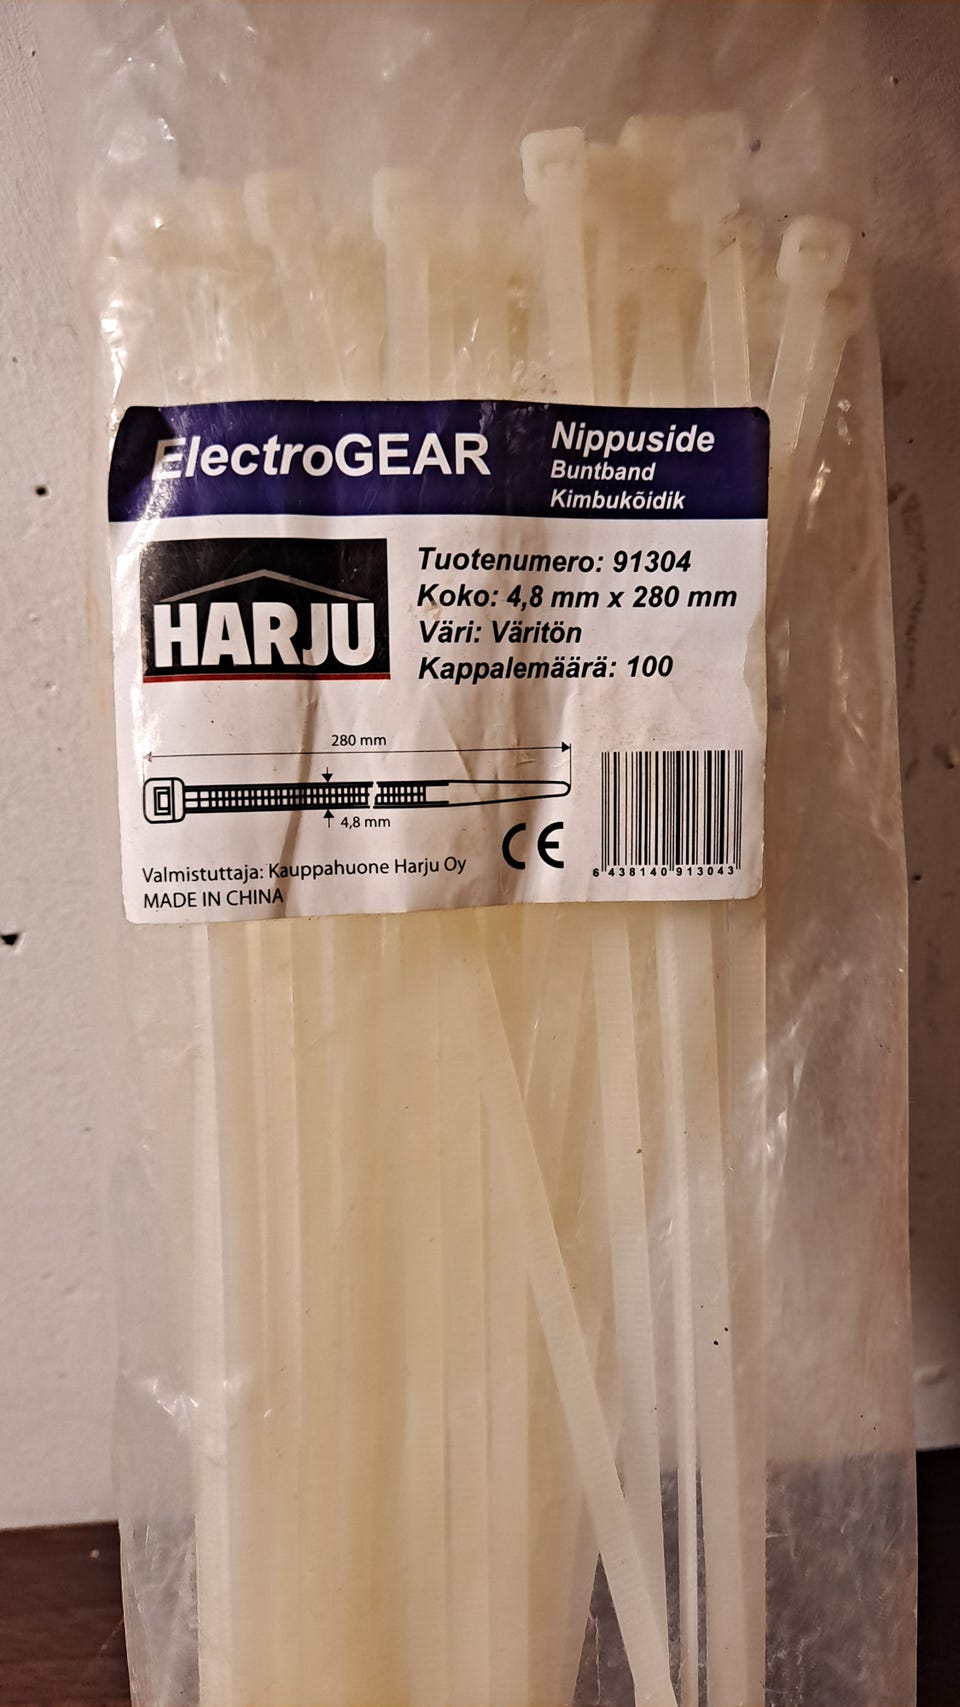 ElectroGEAR
Nippuside
Buntband
Kimbukõidik
HARJU
Tuotenumero: 91304
Koko: 4,8 mm x 280 mm
Väri: Väritön
Kappalemäärä: 100
280 mm
4,8 mm
CE
6 438140 913043
Valmistuttaja: Kauppahuone Harju Oy
MADE IN CHINA